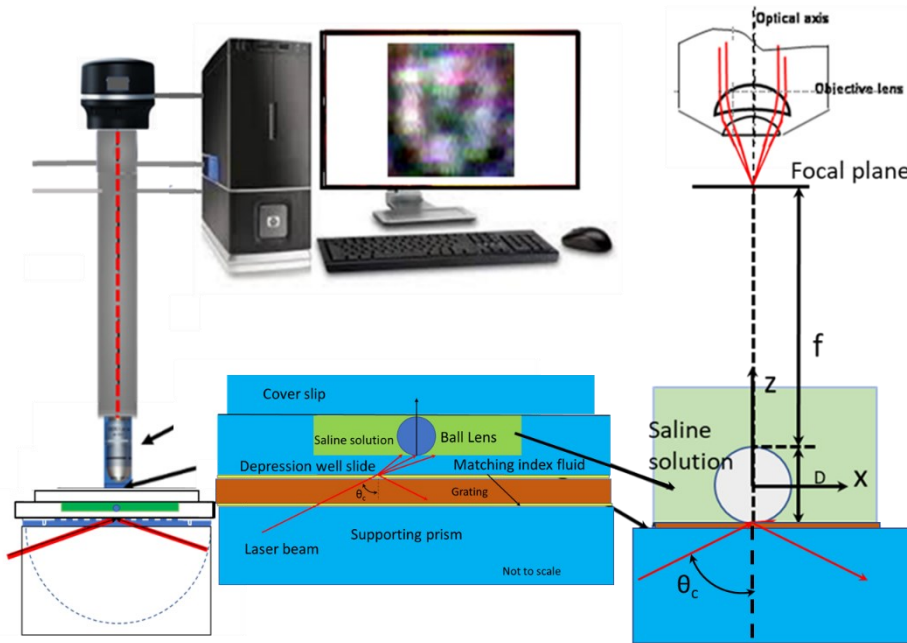 Optical axis
Objective lens
Focal plane
f
z
Saline
solution
D
x
θc
Cover slip
Saline solution
Ball Lens
Depression well slide
Matching index fluid
θc
Grating
Laser beam
Supporting prism
Not to scale
hp